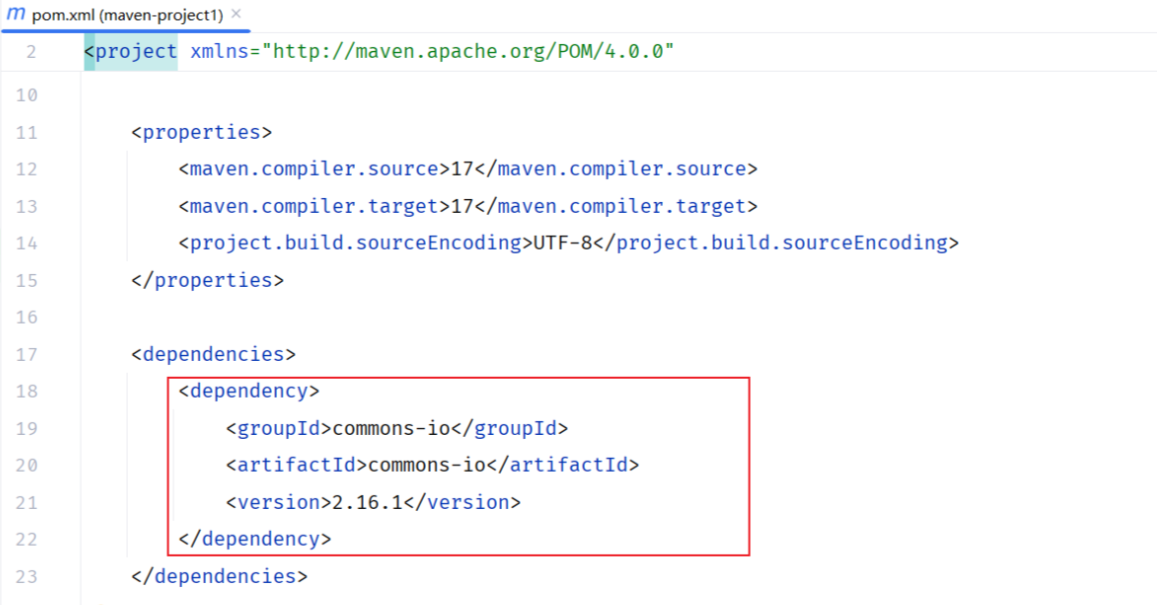 m pom.xml (maven-project1) ×
2 <project xmlns="http://maven.apache.org/POM/4.0.0"
10
11 <properties>
12 <maven.compiler.source>17</maven.compiler.source>
13 <maven.compiler.target>17</maven.compiler.target>
14 <project.build.sourceEncoding>UTF-8</project.build.sourceEncoding>
15 </properties>
16
17 <dependencies>
18 <dependency>
19 <groupId>commons-io</groupId>
20 <artifactId>commons-io</artifactId>
21 <version>2.16.1</version>
22 </dependency>
23 </dependencies>